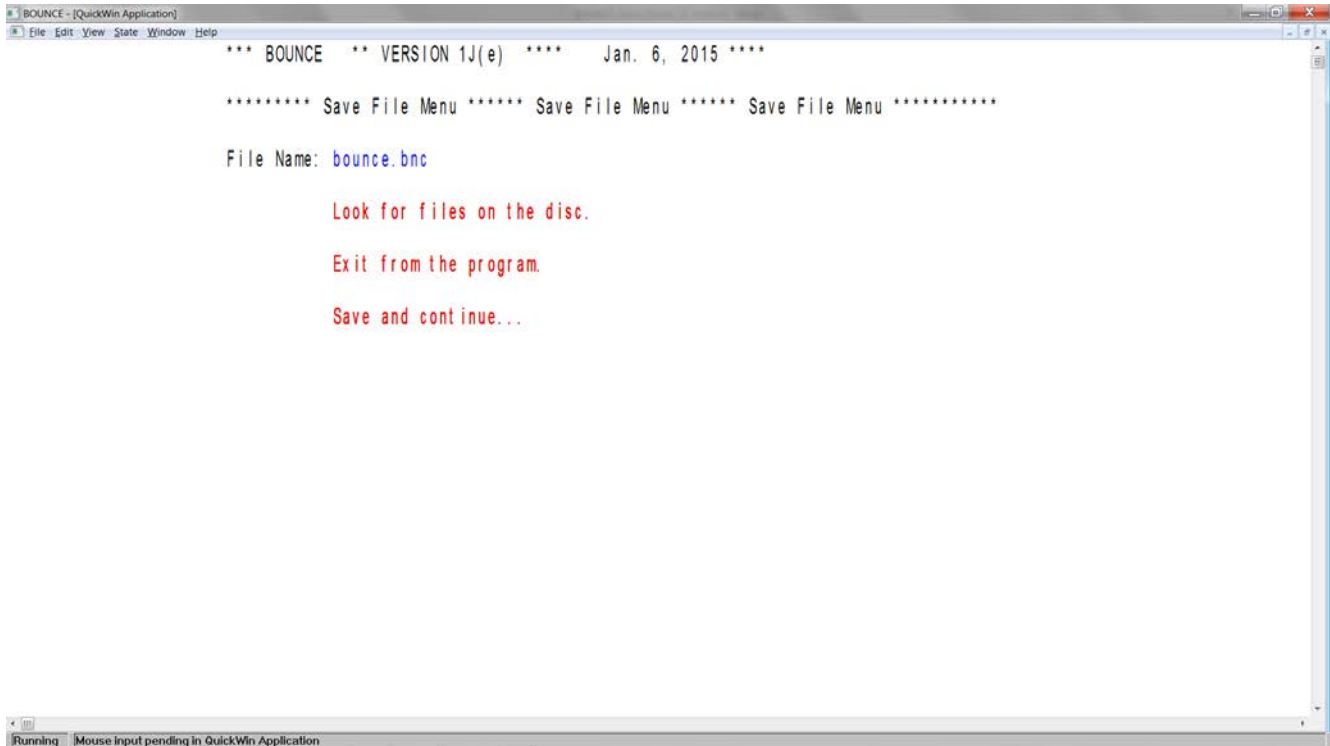 BOUNCE - [QuickWin Application]
File Edit View State Window Help
*** BOUNCE ** VERSION 1J(e) **** Jan. 6, 2015 ****
********* Save File Menu ****** Save File Menu ****** Save File Menu ***********
File Name: bounce.bnc
Look for files on the disc.
Exit from the program.
Save and continue...
Running Mouse input pending in QuickWin Application